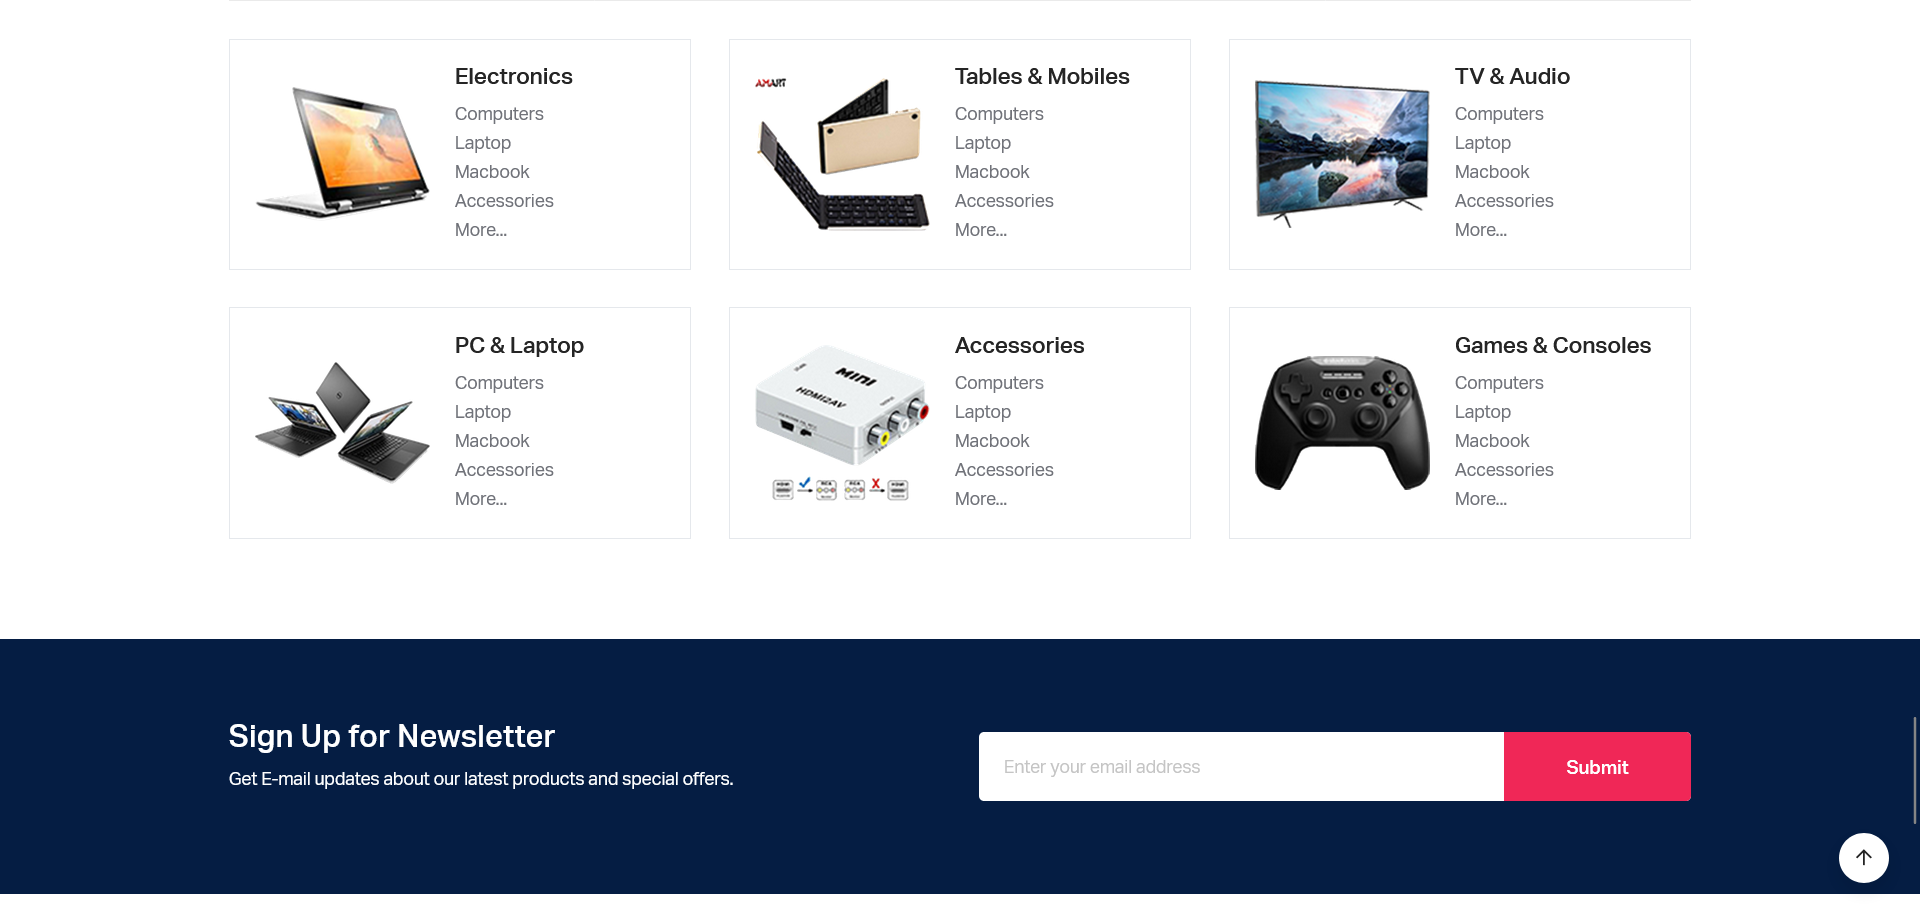 Electronics
Computers
Laptop
Macbook
Accessories
More...
AMART
Tables & Mobiles
Computers
Laptop
Macbook
Accessories
More...
TV & Audio
Computers
Laptop
Macbook
Accessories
More...
PC & Laptop
Computers
Laptop
Macbook
Accessories
More...
MINI
HDMI2AV
Accessories
Computers
Laptop
Macbook
Accessories
More...
Games & Consoles
Computers
Laptop
Macbook
Accessories
More...
Sign Up for Newsletter
Get E-mail updates about our latest products and special offers.
Enter your email address
Submit